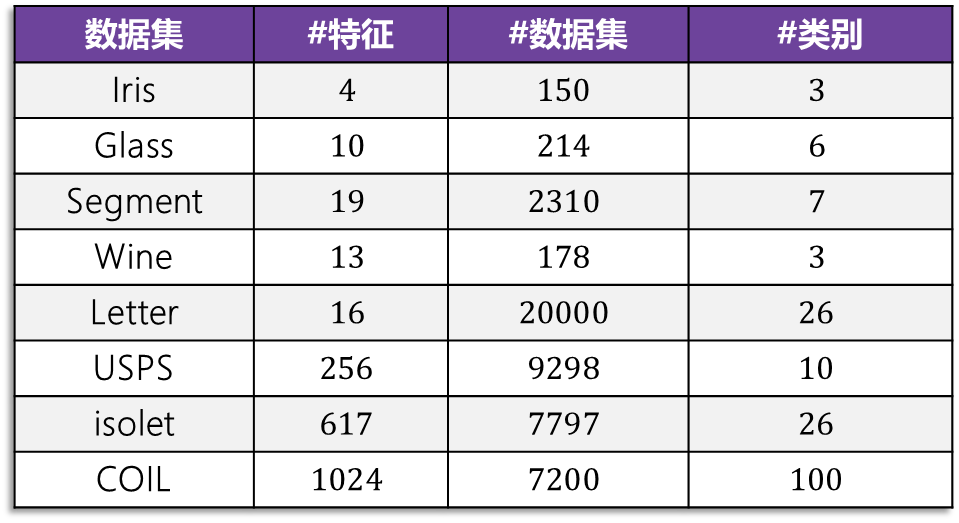 数据集 #特征 #数据集 #类别
Iris 4 150 3
Glass 10 214 6
Segment 19 2310 7
Wine 13 178 3
Letter 16 20000 26
USPS 256 9298 10
isolet 617 7797 26
COIL 1024 7200 100